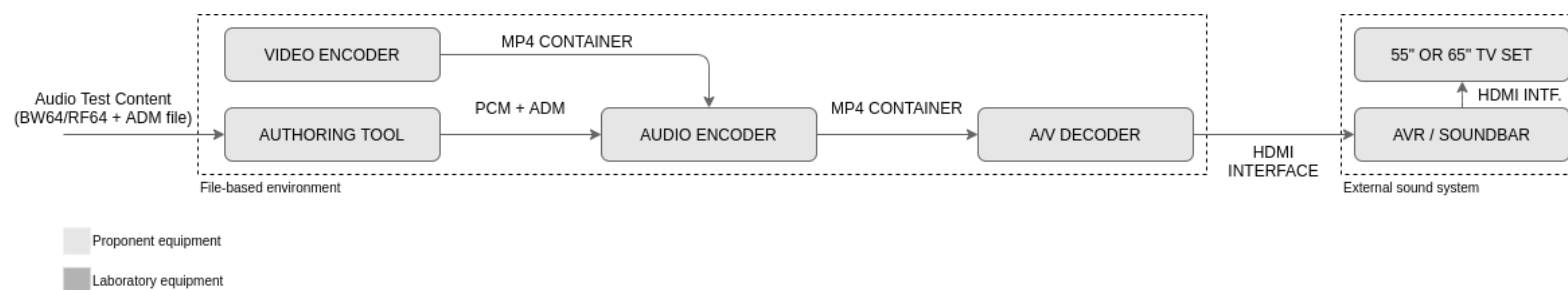 VIDEO ENCODER
MP4 CONTAINER
55" OR 65" TV SET
Audio Test Content
(BW64/RF64 + ADM file)
AUTHORING TOOL
PCM + ADM
AUDIO ENCODER
MP4 CONTAINER
A/V DECODER
HDMI
INTERFACE
HDMI INTF.
AVR / SOUNDBAR
File-based environment
External sound system
Proponent equipment
Laboratory equipment